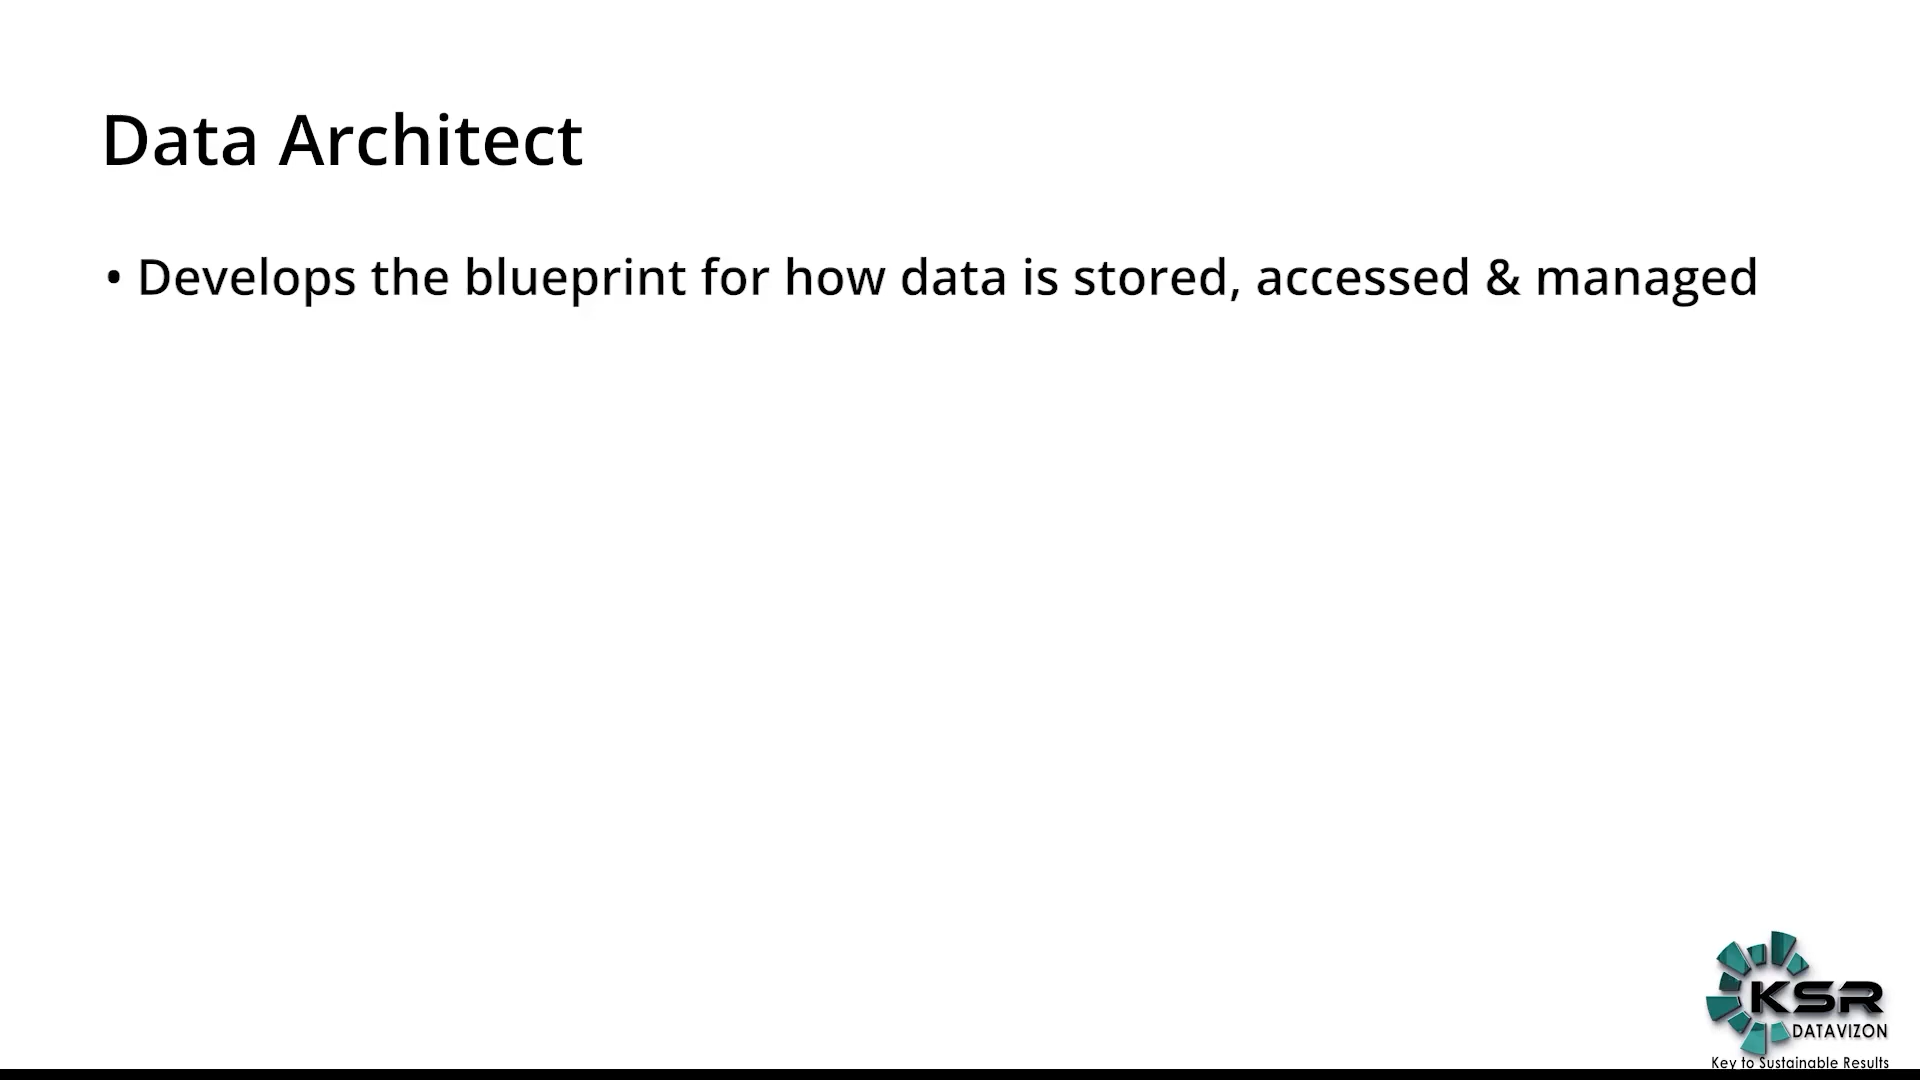 Data Architect
• Develops the blueprint for how data is stored, accessed & managed
KSR
DATAVIZON
Key to Sustainable Results